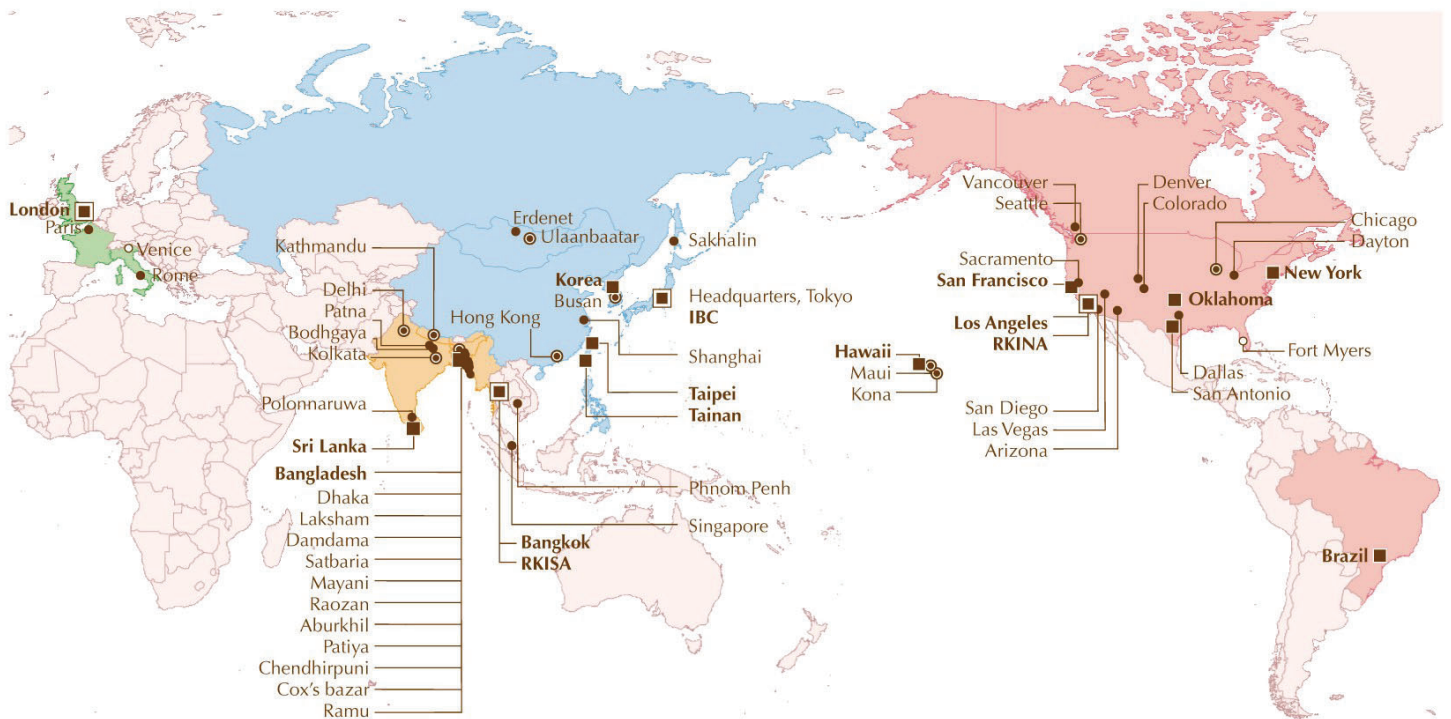 London
Paris
Venice
Rome
Erdenet
Ulaanbaatar
Kathmandu
Sakhalin
Korea
Busan
Headquarters, Tokyo
IBC
Delhi
Patna
Bodhgaya
Kolkata
Hong Kong
Shanghai
Taipei
Tainan
Polonnaruwa
Sri Lanka
Bangladesh
Dhaka
Laksham
Damdama
Satbaria
Mayani
Raozan
Aburkhil
Patiya
Chendhirpuni
Cox's bazar
Ramu
Phnom Penh
Singapore
Bangkok
RKISA
Vancouver
Seattle
Denver
Colorado
Chicago
Dayton
Sacramento
San Francisco
New York
Oklahoma
Los Angeles
RKINA
Hawaii
Maui
Kona
Fort Myers
Dallas
San Antonio
San Diego
Las Vegas
Arizona
Brazil